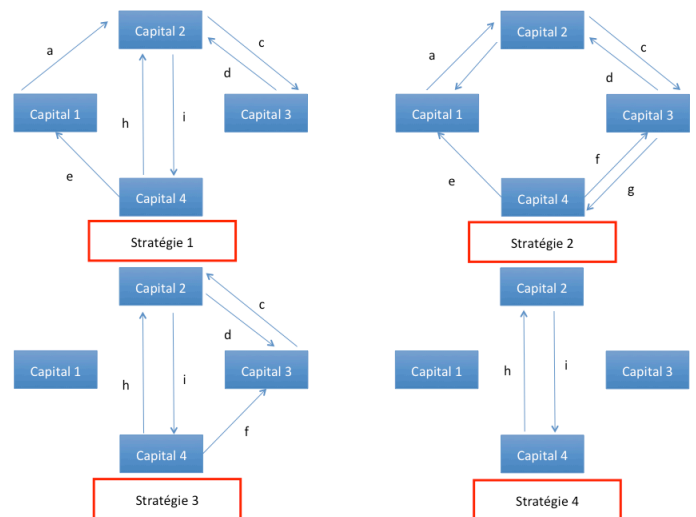 Capital 2
a
c
d
Capital 1
Capital 3
h
i
e
Capital 4
Stratégie 1
Capital 2
a
c
d
Capital 1
Capital 3
f
e
g
Capital 4
Stratégie 2
Capital 2
c
d
Capital 1
Capital 3
h
i
f
Capital 4
Stratégie 3
Capital 2
Capital 1
h
i
Capital 3
Capital 4
Stratégie 4